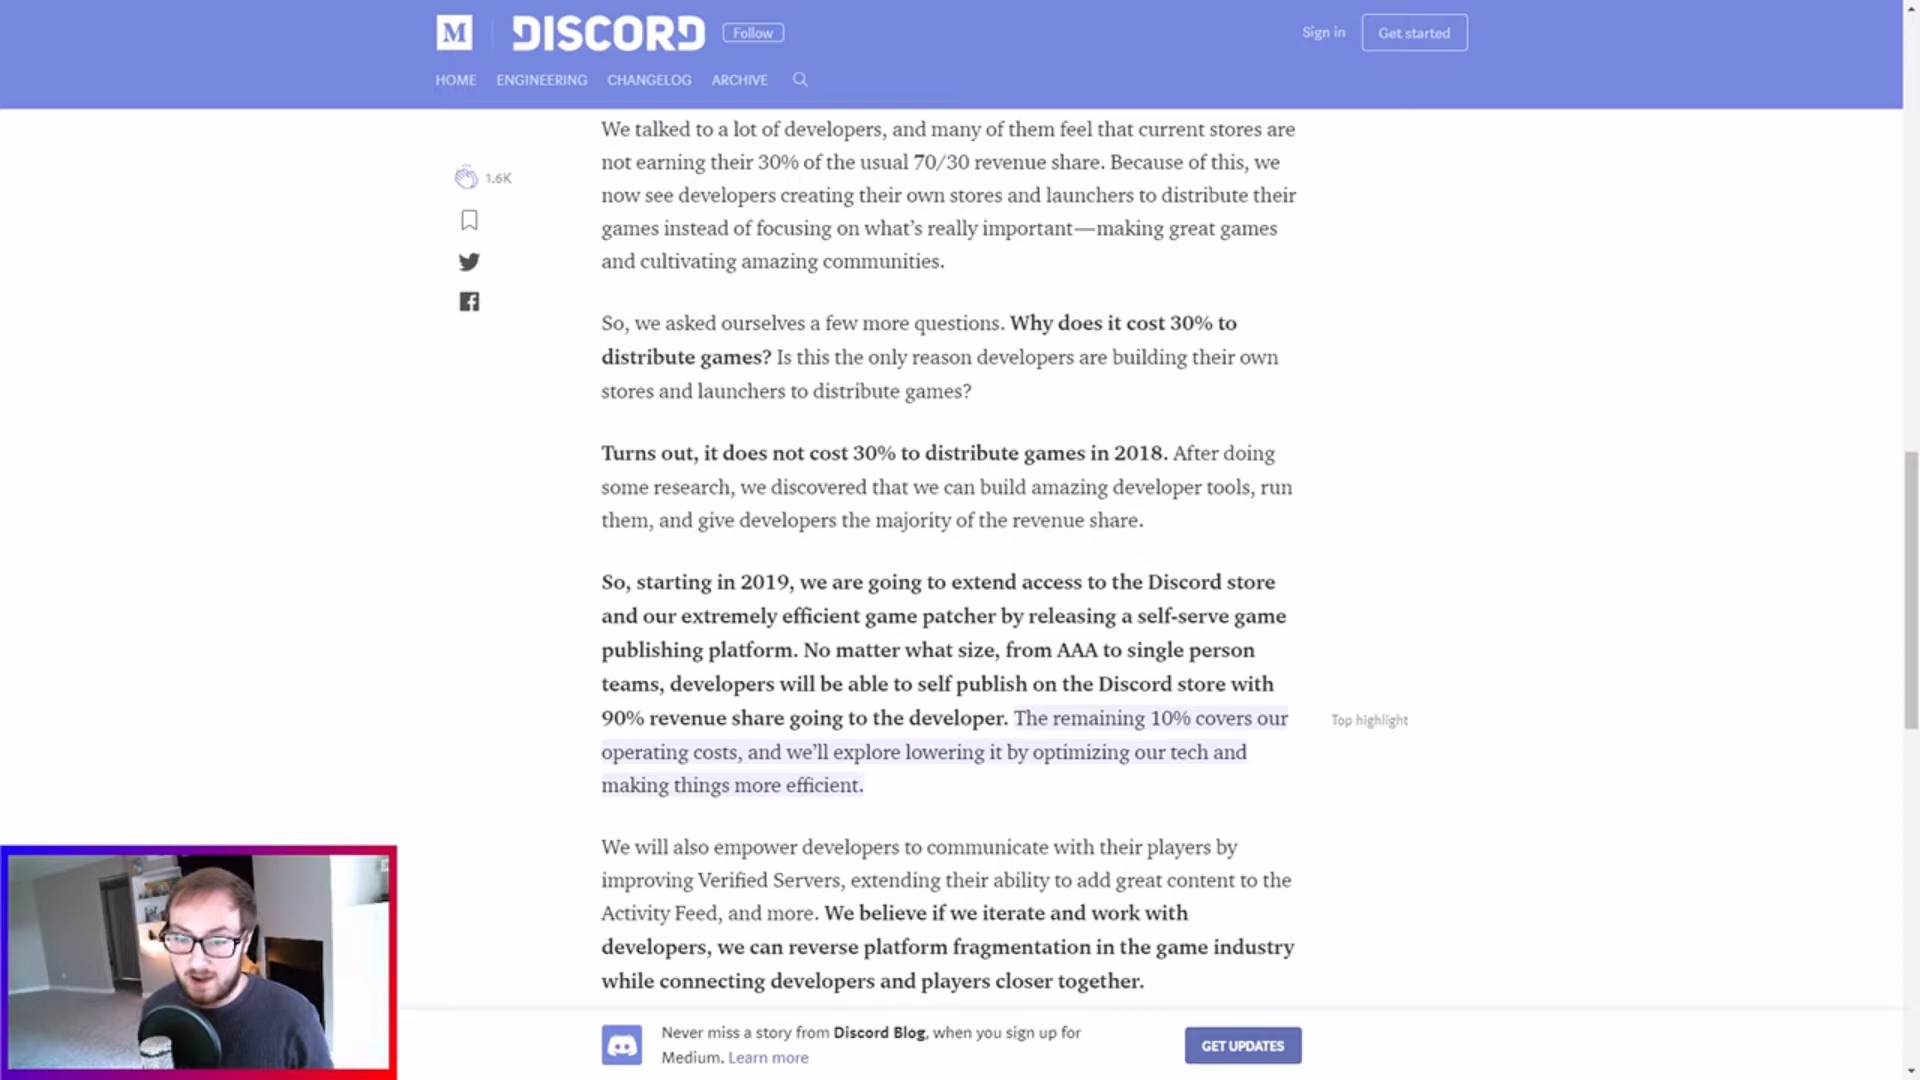 M DISCORD Follow Sign in Get started
HOME ENGINEERING CHANGELOG ARCHIVE
We talked to a lot of developers, and many of them feel that current stores are
not earning their 30% of the usual 70/30 revenue share. Because of this, we
now see developers creating their own stores and launchers to distribute their
games instead of focusing on what’s really important—making great games
and cultivating amazing communities.
1.6K
So, we asked ourselves a few more questions. Why does it cost 30% to
distribute games? Is this the only reason developers are building their own
stores and launchers to distribute games?
Turns out, it does not cost 30% to distribute games in 2018. After doing
some research, we discovered that we can build amazing developer tools, run
them, and give developers the majority of the revenue share.
So, starting in 2019, we are going to extend access to the Discord store
and our extremely efficient game patcher by releasing a self-serve game
publishing platform. No matter what size, from AAA to single person
teams, developers will be able to self publish on the Discord store with
90% revenue share going to the developer. The remaining 10% covers our
operating costs, and we’ll explore lowering it by optimizing our tech and
making things more efficient.
Top highlight
We will also empower developers to communicate with their players by
improving Verified Servers, extending their ability to add great content to the
Activity Feed, and more. We believe if we iterate and work with
developers, we can reverse platform fragmentation in the game industry
while connecting developers and players closer together.
Never miss a story from Discord Blog, when you sign up for
Medium. Learn more
GET UPDATES